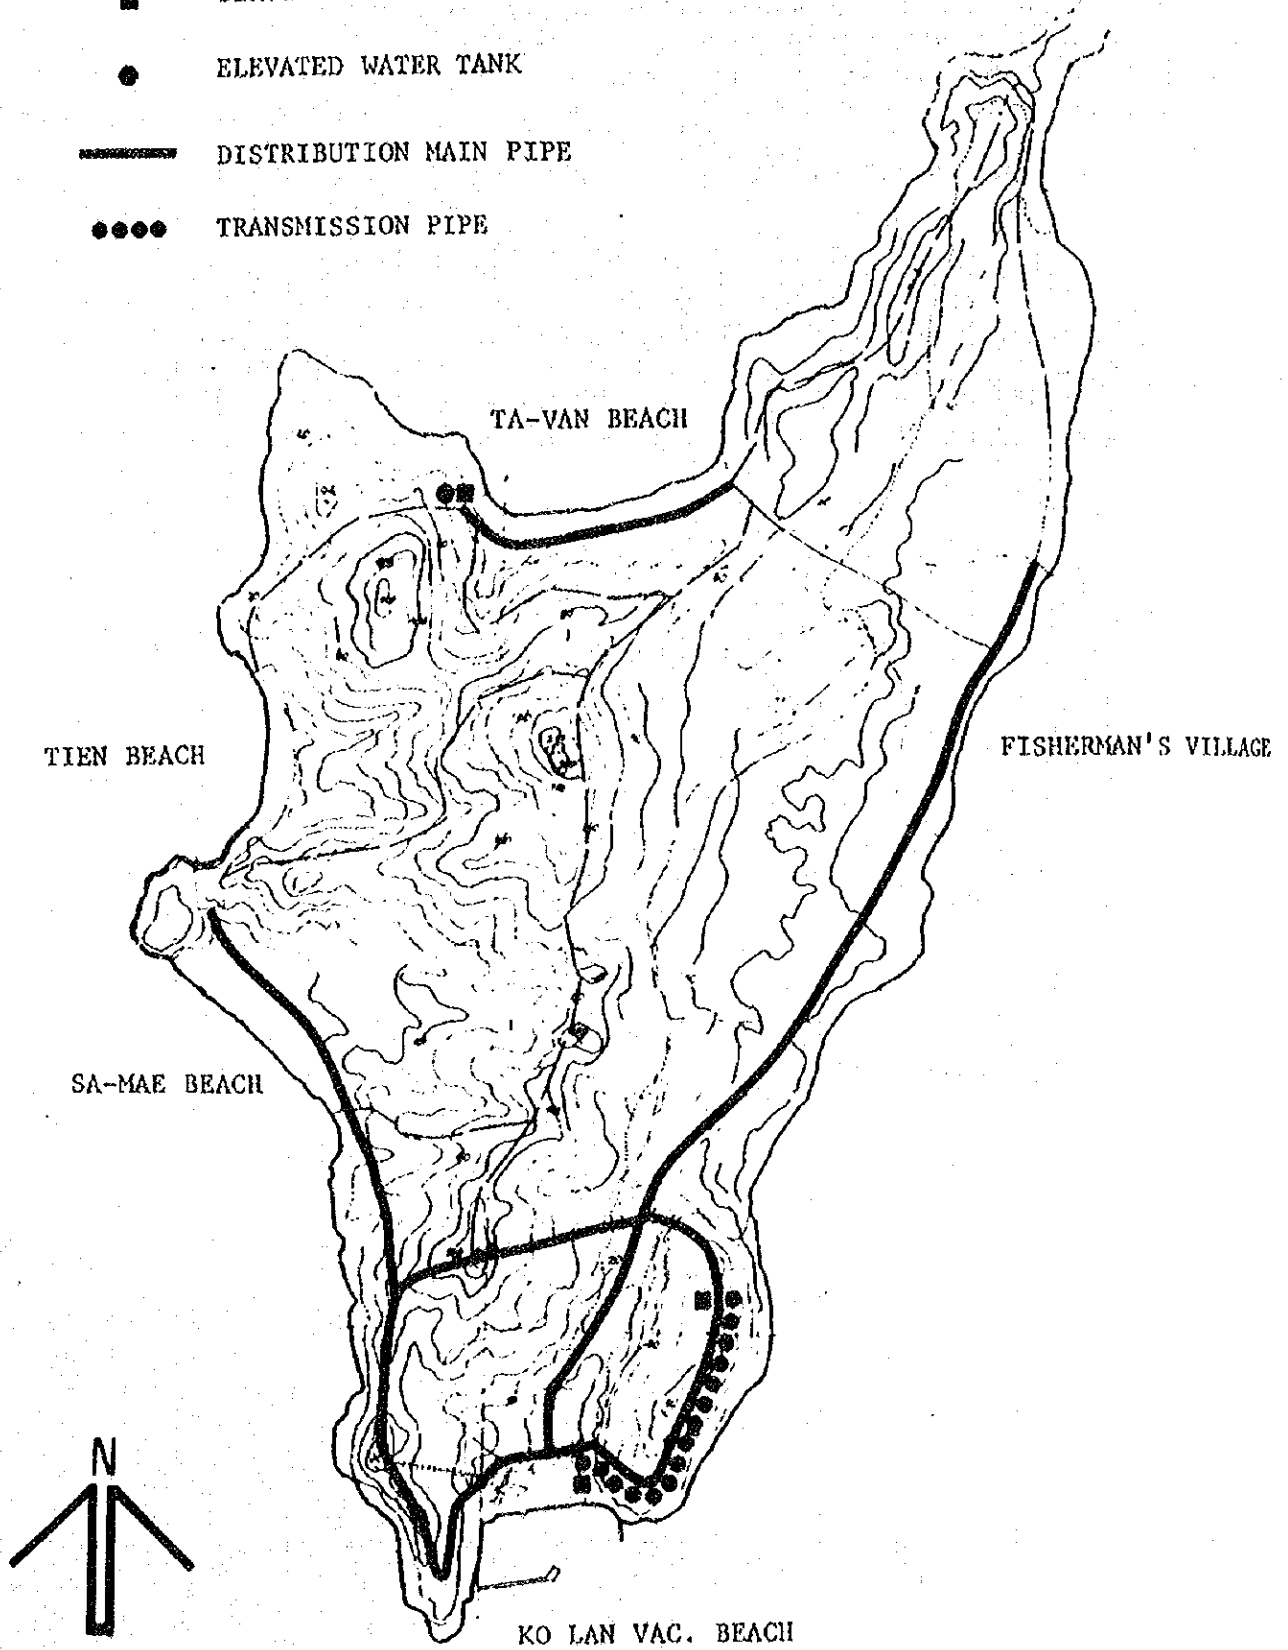 ELEVATED WATER TANK
DISTRIBUTION MAIN PIPE
TRANSMISSION PIPE
TA-VAN BEACH
TIEN BEACH
FISHERMAN'S VILLAGE
SA-MAE BEACH
N
KO LAN VAC. BEACH